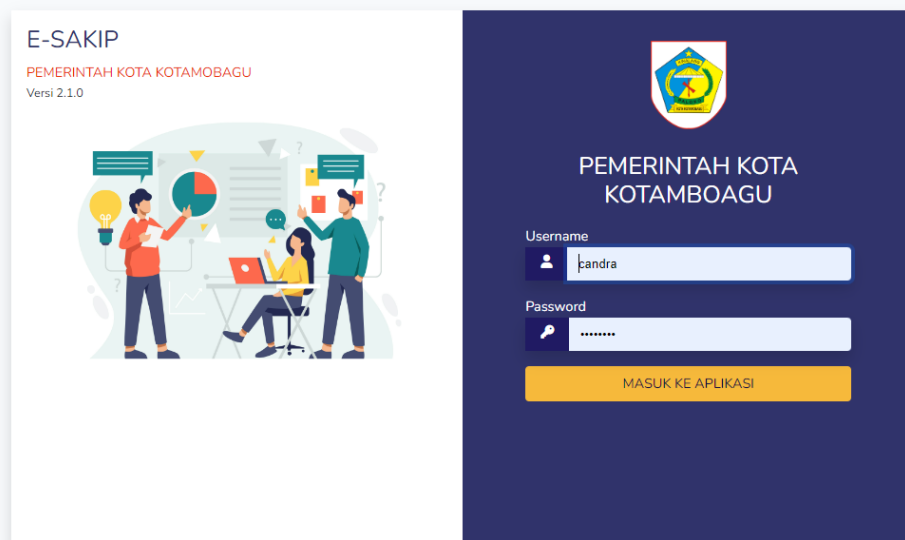 E-SAKIP
PEMERINTAH KOTA KOTAMOBAGU
Versi 2.1.0
PEMERINTAH KOTA
KOTAMBOAGU
Username
candra
Password
••••••••
MASUK KE APLIKASI